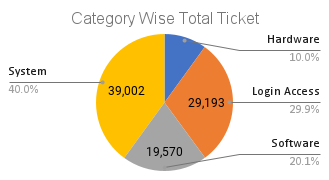 Category Wise Total Ticket
Hardware
10.0%
System
40.0%
39,002
29,193
Login Access
29.9%
19,570
Software
20.1%